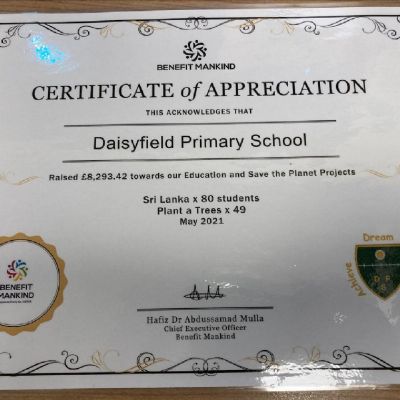 BENEFIT MANKIND
CERTIFICATE of APPRECIATION
THIS ACKNOWLEDGES THAT
Daisyfield Primary School
Raised £8,293.42 towards our Education and Save the Planet Projects
Sri Lanka x 80 students
Plant a Trees x 49
May 2021
BENEFIT
MANKIND
Dream
Achieve
D P
S
Hafiz Dr Abdussamad Mulla
Chief Executive Officer
Benefit Mankind